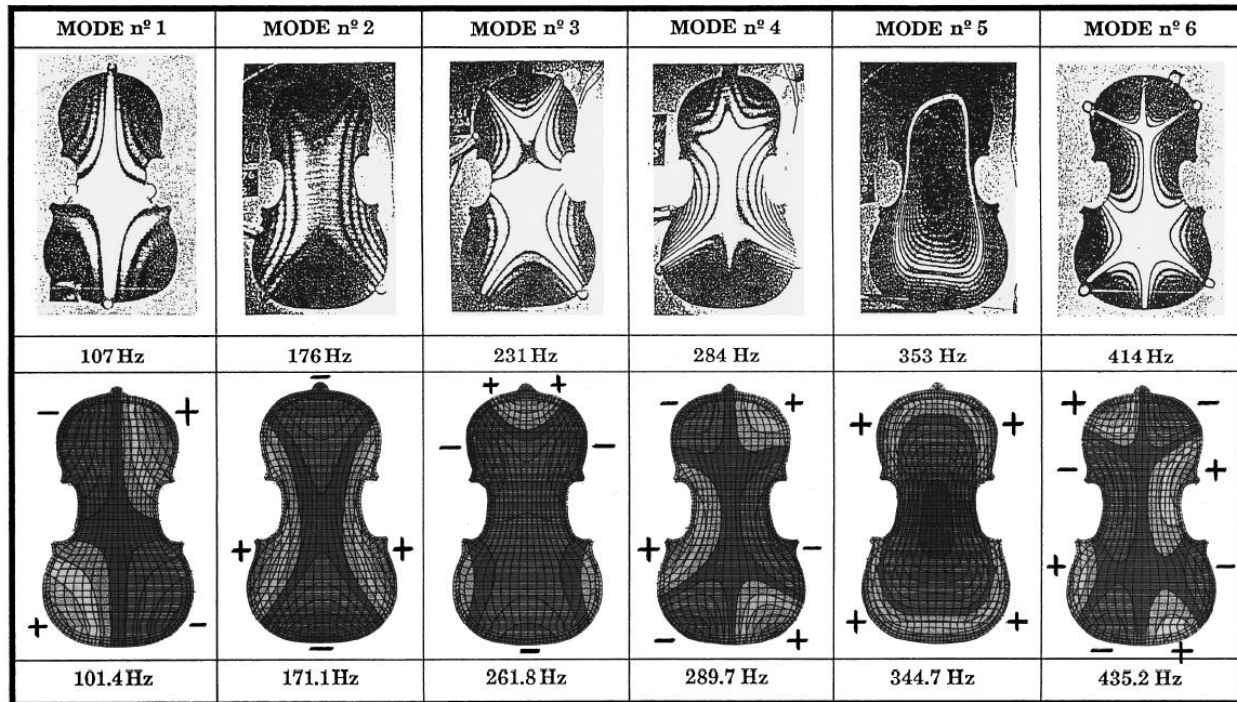 MODE nº 1 MODE nº 2 MODE nº 3 MODE nº 4 MODE nº 5 MODE nº 6
107 Hz 176 Hz 231 Hz 284 Hz 353 Hz 414 Hz
− + +
− + − + + −
+ +
− −
− +
+ + + − + −
+ − − + + +
− − − +
101.4 Hz 171.1 Hz 261.8 Hz 289.7 Hz 344.7 Hz 435.2 Hz